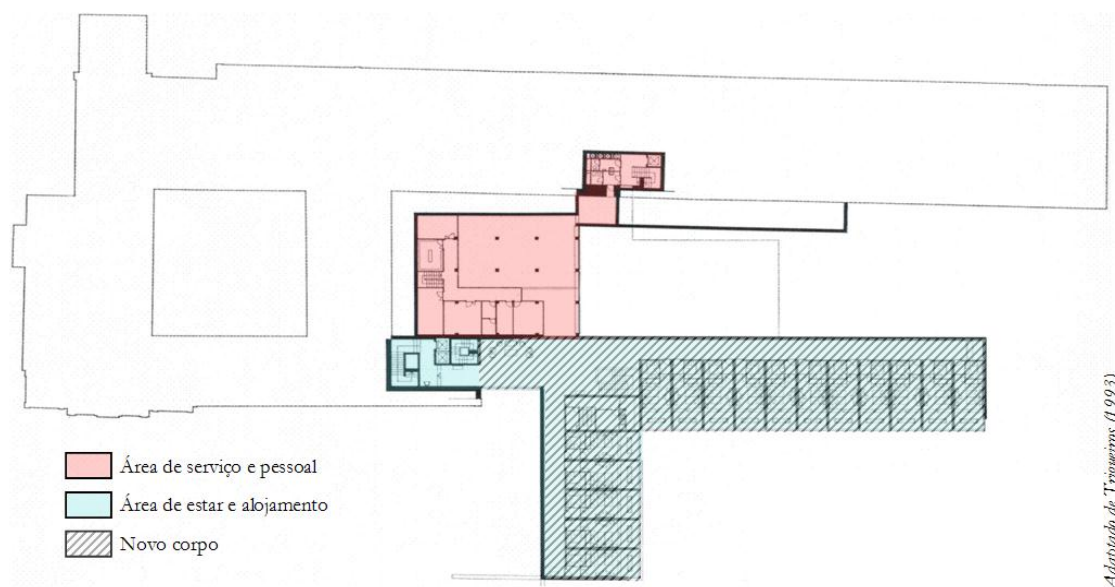 Área de serviço e pessoal
Área de estar e alojamento
Novo corpo
Adaptado de Trigueiros (1993)